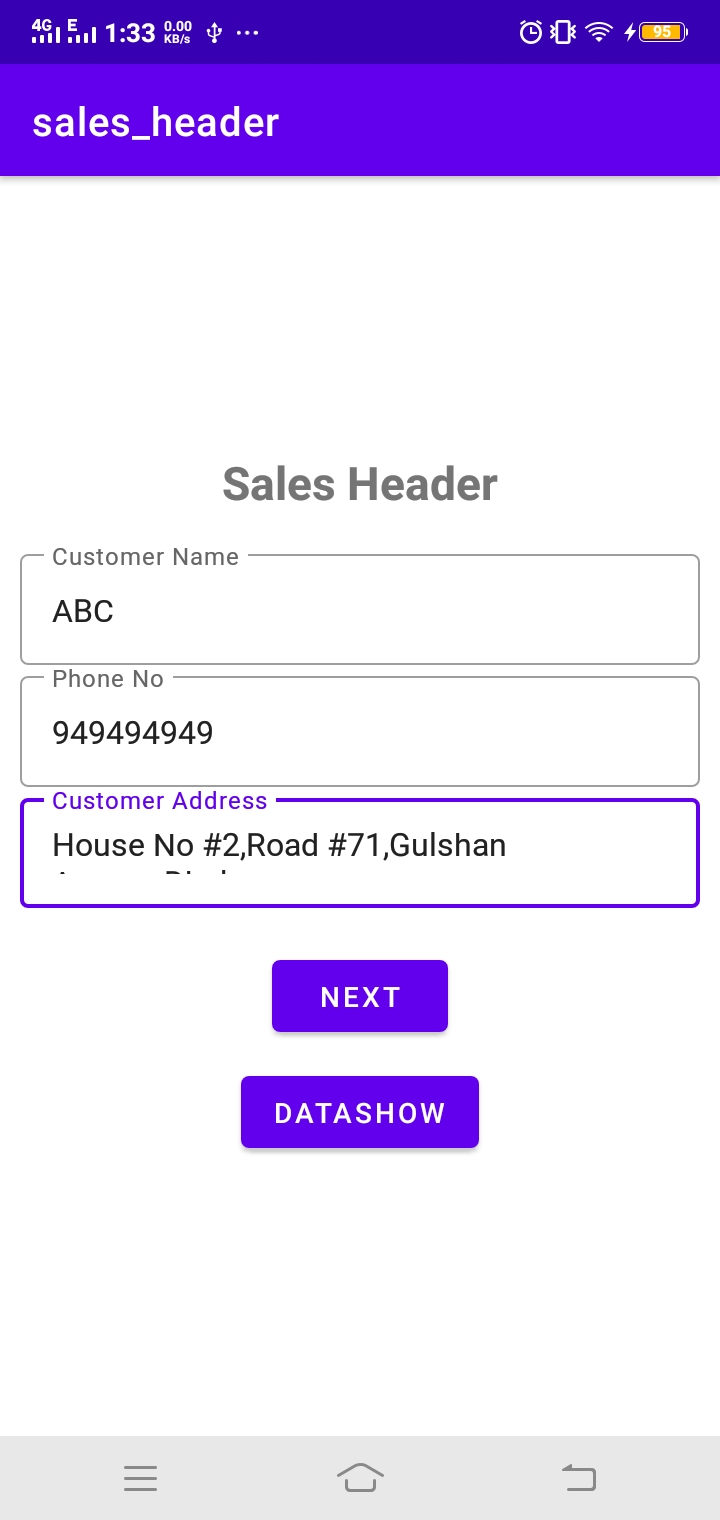 4G E 1:33 0.00 KB/s 95
sales_header
Sales Header
Customer Name
ABC
Phone No
949494949
Customer Address
House No #2,Road #71,Gulshan
NEXT
DATASHOW